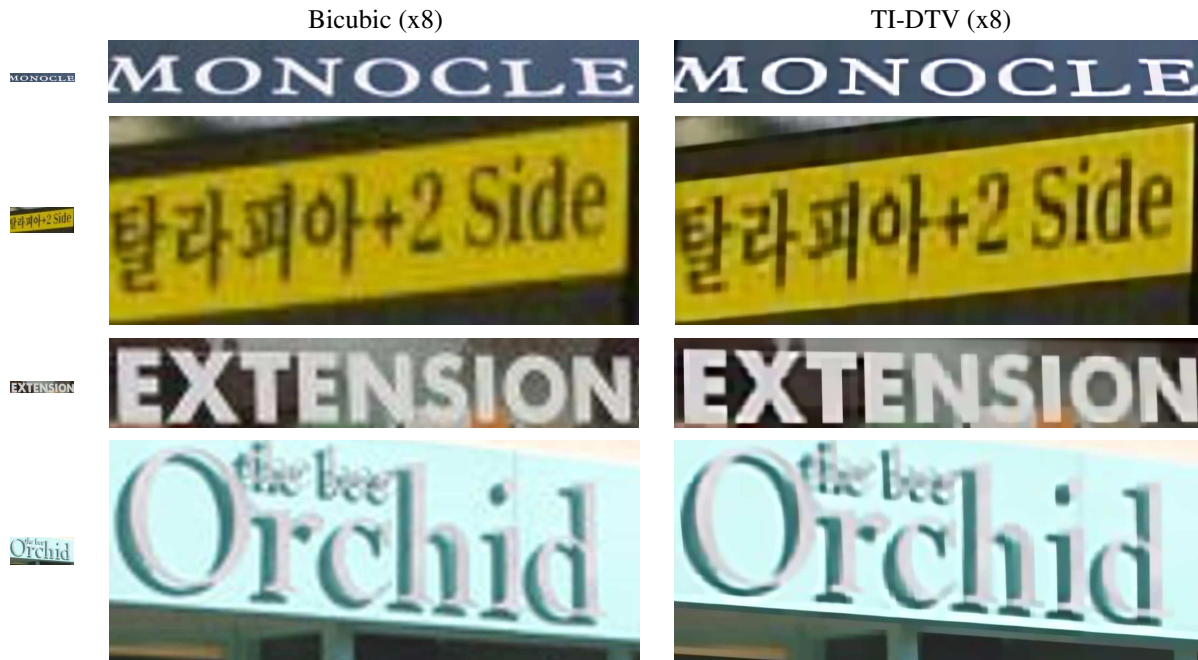 Bicubic (x8) TI-DTV (x8)
MONOCLE MONOCLE MONOCLE
탈라피아+2 Side 탈라피아+2 Side 탈라피아+2 Side
EXTENSION EXTENSION EXTENSION
the bee the bee the bee
Orchid Orchid Orchid